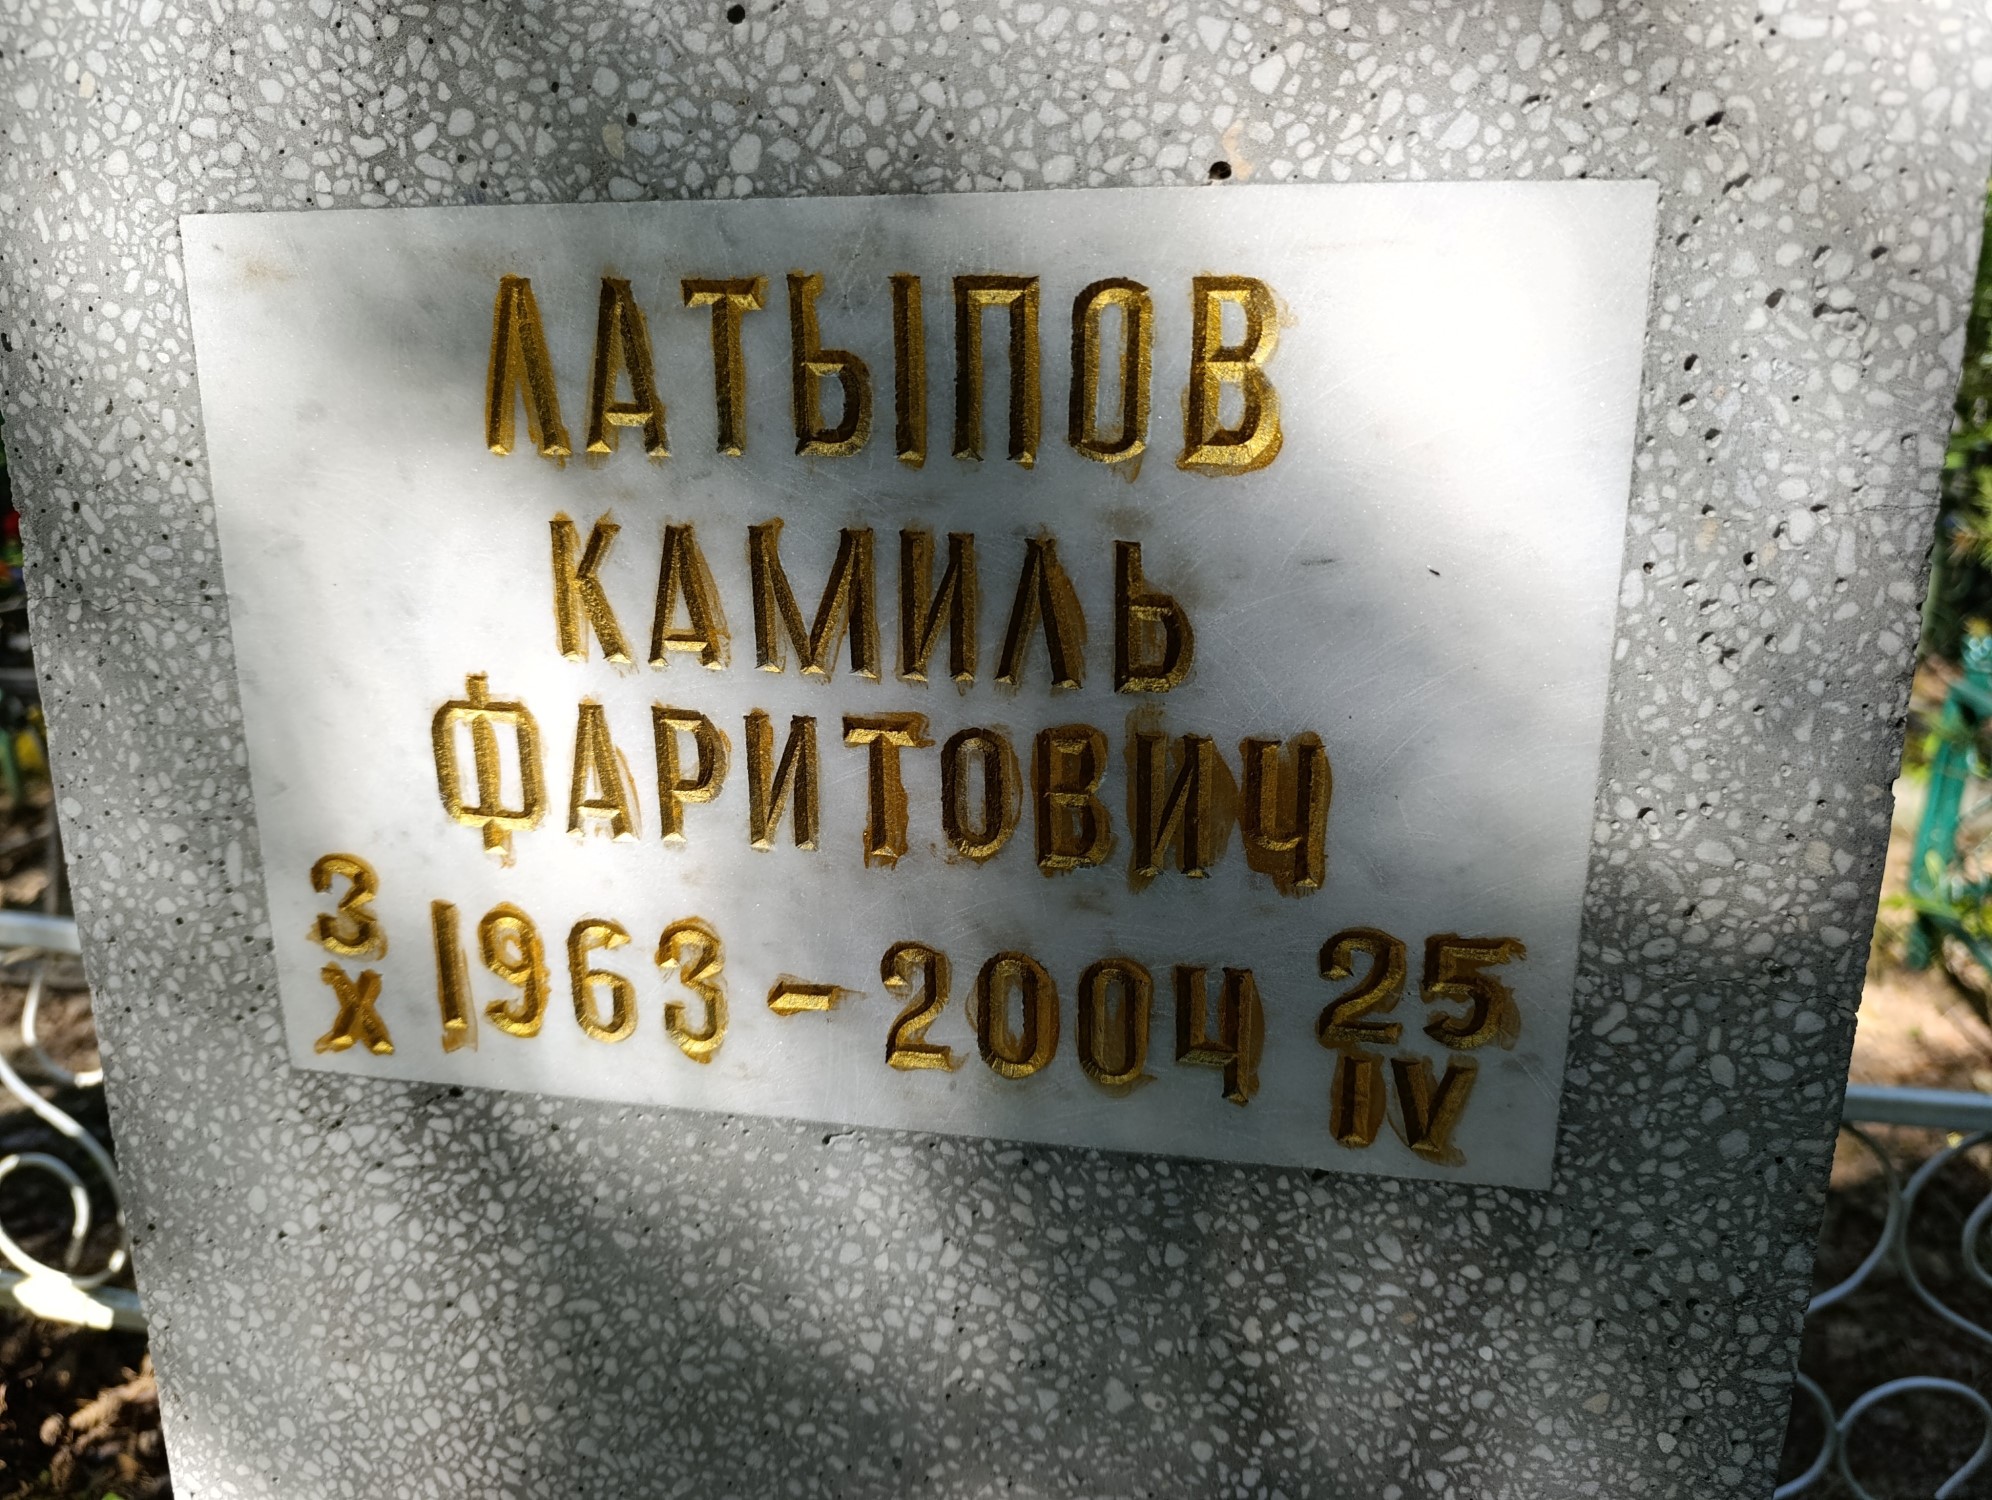 ЛАТЫПОВ
КАМИЛЬ
ФАРИТОВИЧ
3 1963 - 2004 25
X IV